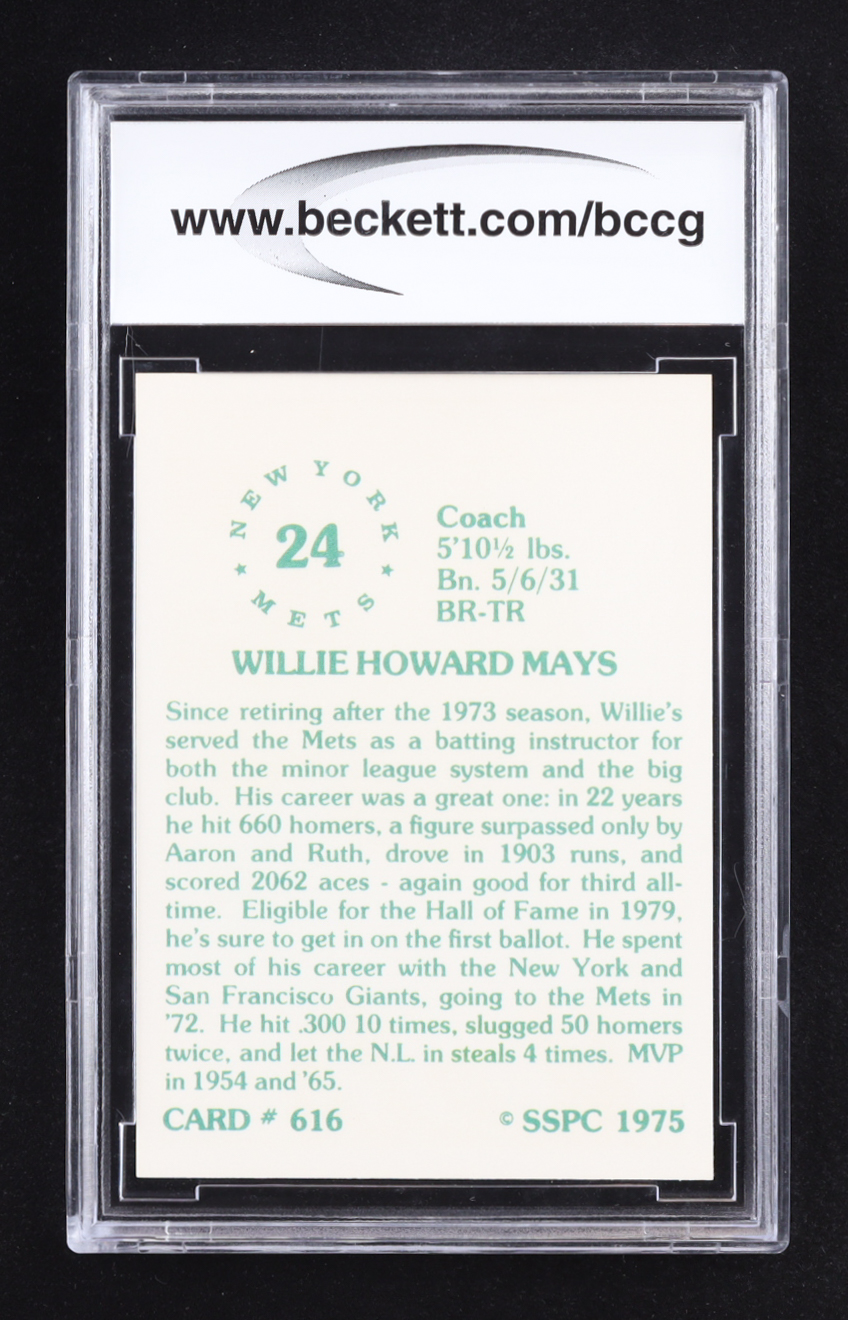 www.beckett.com/bccg
NEW YORK
24
METS
Coach
5'10½ lbs.
Bn. 5/6/31
BR-TR
WILLIE HOWARD MAYS
Since retiring after the 1973 season, Willie's
served the Mets as a batting instructor for
both the minor league system and the big
club. His career was a great one: in 22 years
he hit 660 homers, a figure surpassed only by
Aaron and Ruth, drove in 1903 runs, and
scored 2062 aces - again good for third all-
time. Eligible for the Hall of Fame in 1979,
he's sure to get in on the first ballot. He spent
most of his career with the New York and
San Francisco Giants, going to the Mets in
'72. He hit .300 10 times, slugged 50 homers
twice, and let the N.L. in steals 4 times. MVP
in 1954 and '65.
CARD # 616
© SSPC 1975